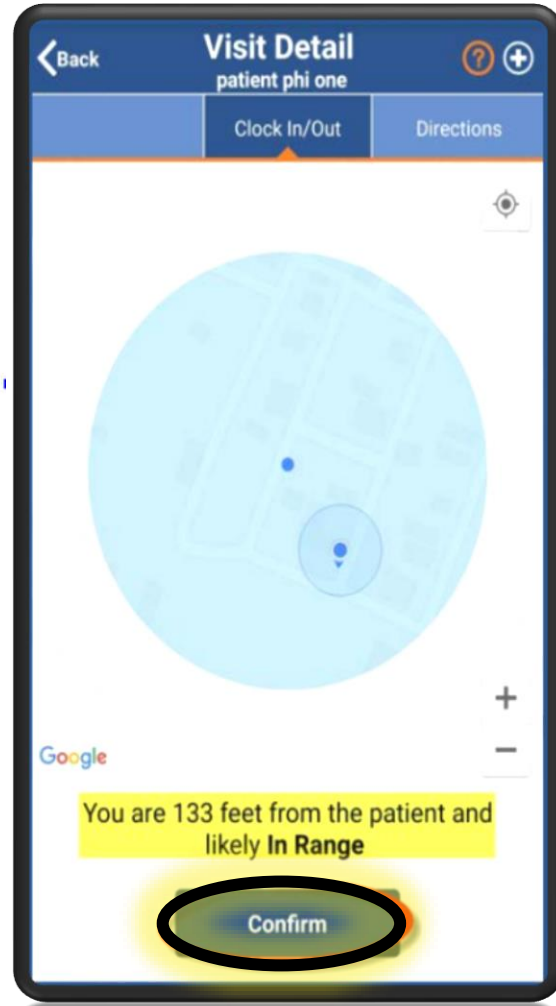 Back
Visit Detail
patient phi one
?
Clock In/Out
Directions
+
−
Google
You are 133 feet from the patient and
likely In Range
Confirm